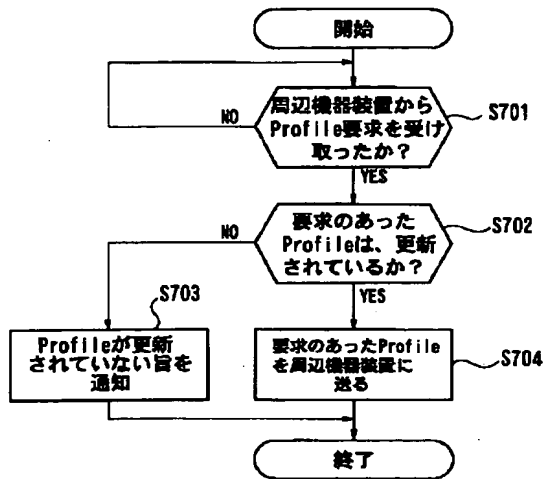 開始
周辺機器装置から
Profile要求を受け
取ったか?
S701
NO
YES
要求のあった
Profileは、更新
されているか?
S702
NO
YES
S703
Profileが更新
されていない旨を
通知
要求のあったProfile
を周辺機器装置に
送る
S704
終了